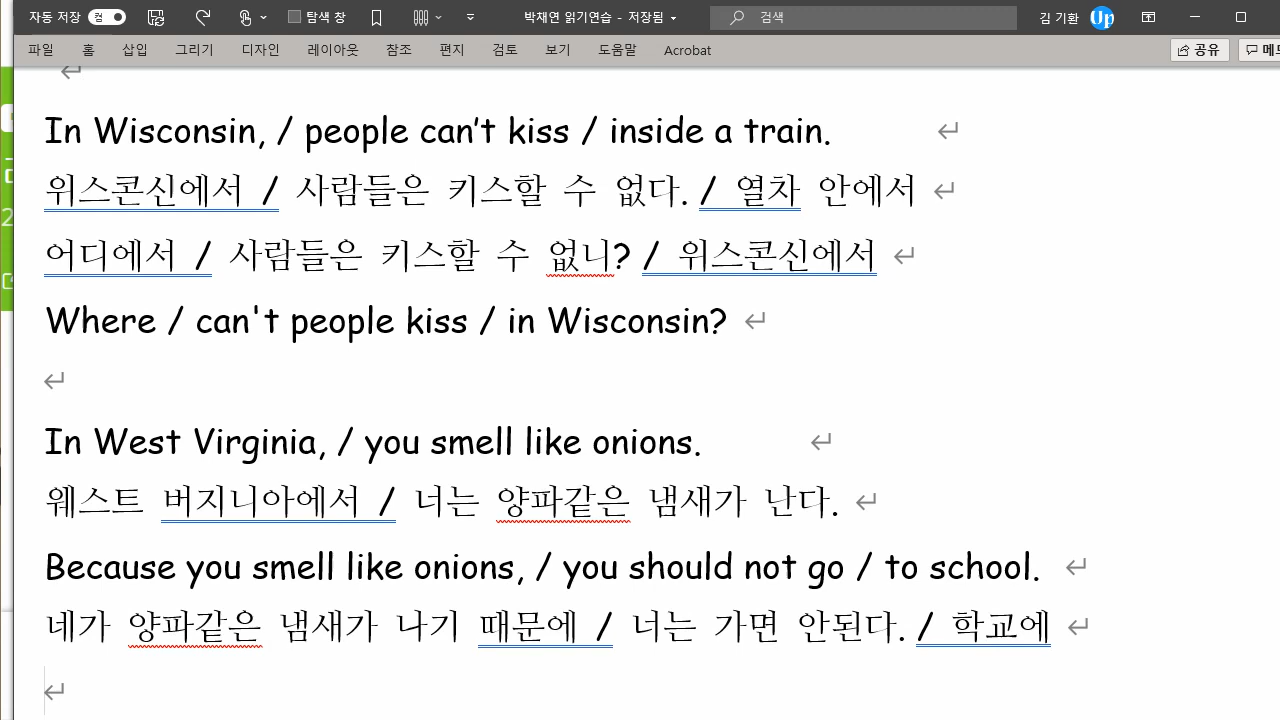 자동 저장 컴 탐색 창 박채연 읽기연습 - 저장됨 검색 김 기환 Up
파일 홈 삽입 그리기 디자인 레이아웃 참조 편지 검토 보기 도움말 Acrobat 공유
In Wisconsin, / people can’t kiss / inside a train.
위스콘신에서 / 사람들은 키스할 수 없다. / 열차 안에서
어디에서 / 사람들은 키스할 수 없니? / 위스콘신에서
Where / can't people kiss / in Wisconsin?
In West Virginia, / you smell like onions.
웨스트 버지니아에서 / 너는 양파같은 냄새가 난다.
Because you smell like onions, / you should not go / to school.
네가 양파같은 냄새가 나기 때문에 / 너는 가면 안된다. / 학교에